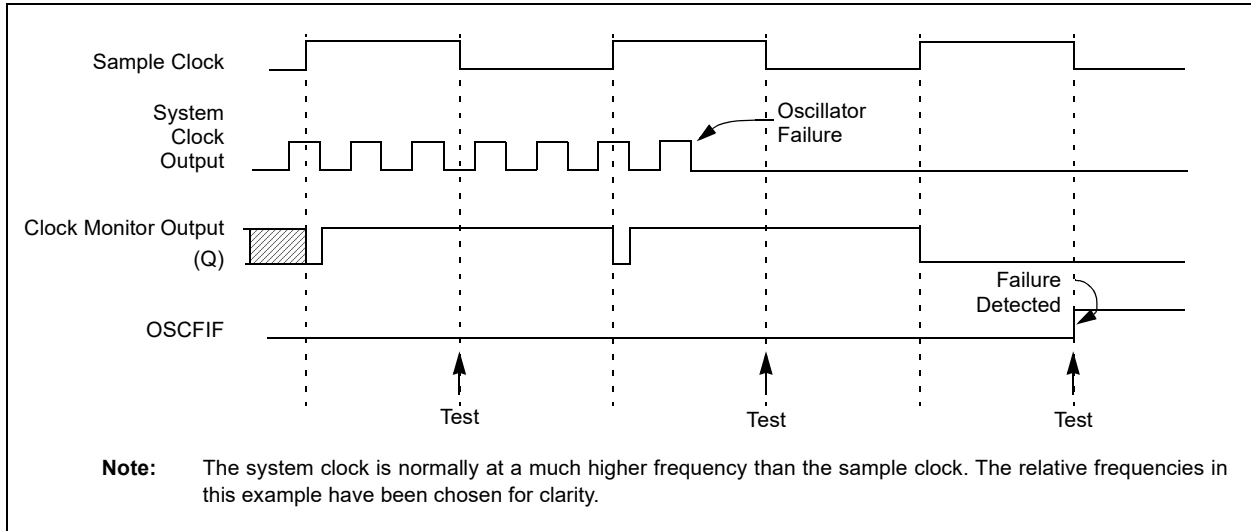 Sample Clock
System
Clock
Output
Oscillator
Failure
Clock Monitor Output
(Q)
Failure
Detected
OSCFIF
Test
Test
Test
Note: The system clock is normally at a much higher frequency than the sample clock. The relative frequencies in
this example have been chosen for clarity.